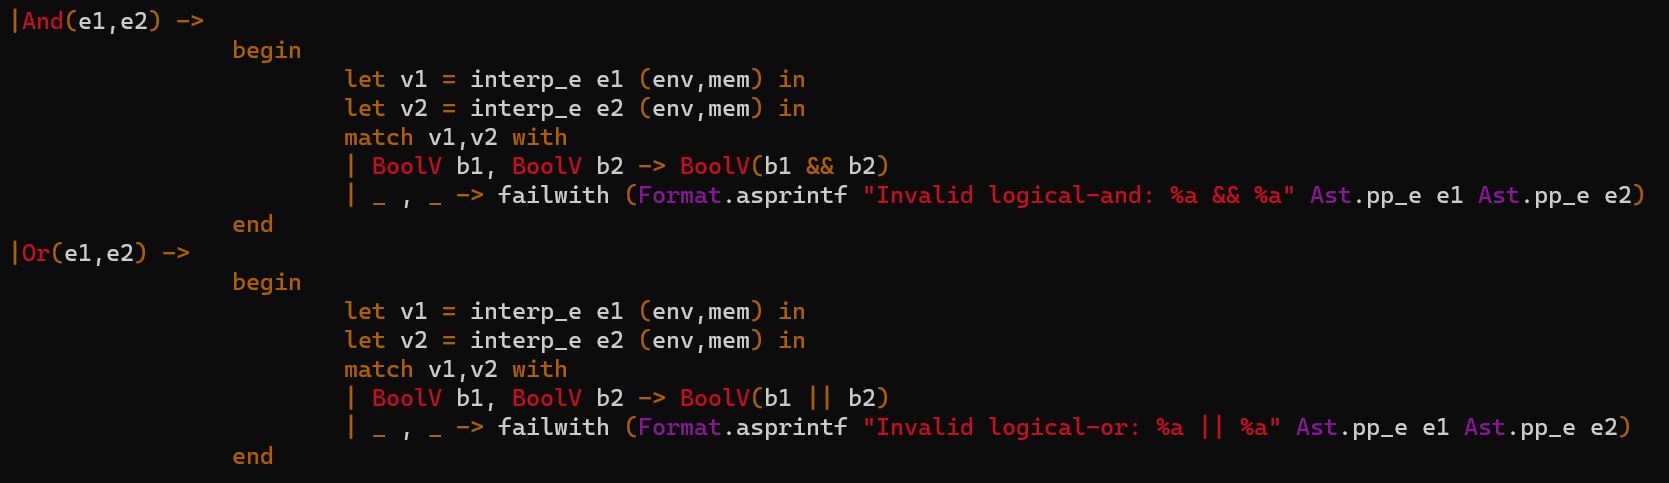 |And(e1,e2) ->
begin
let v1 = interp_e e1 (env,mem) in
let v2 = interp_e e2 (env,mem) in
match v1,v2 with
| BoolV b1, BoolV b2 -> BoolV(b1 && b2)
| _ , _ -> failwith (Format.asprintf "Invalid logical-and: %a && %a" Ast.pp_e e1 Ast.pp_e e2)
end
|Or(e1,e2) ->
begin
let v1 = interp_e e1 (env,mem) in
let v2 = interp_e e2 (env,mem) in
match v1,v2 with
| BoolV b1, BoolV b2 -> BoolV(b1 || b2)
| _ , _ -> failwith (Format.asprintf "Invalid logical-or: %a || %a" Ast.pp_e e1 Ast.pp_e e2)
end